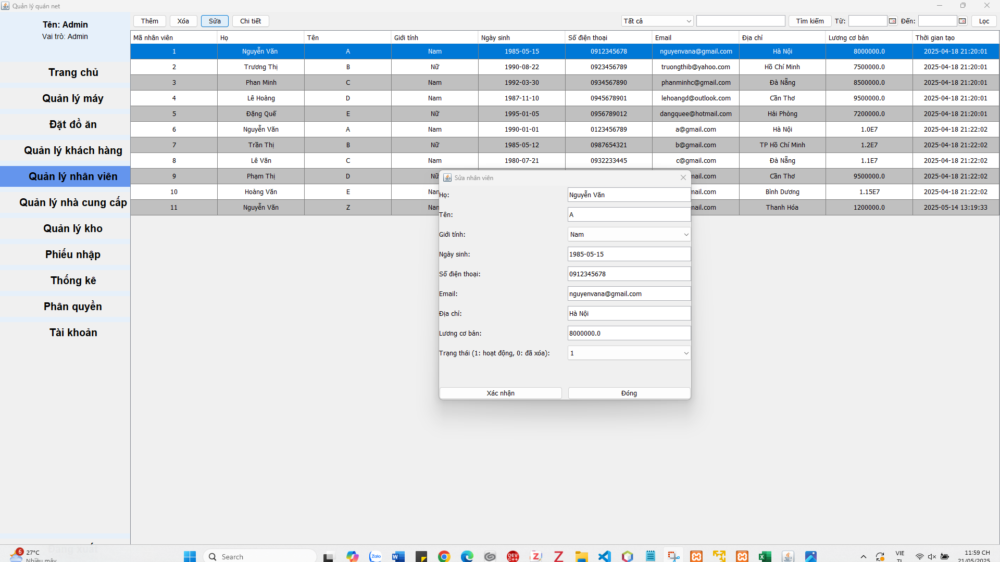 Quản lý quán net
Tên: Admin
Vai trò: Admin
Trang chủ
Quản lý máy
Đặt đồ ăn
Quản lý khách hàng
Quản lý nhân viên
Quản lý nhà cung cấp
Quản lý kho
Phiếu nhập
Thống kê
Phân quyền
Tài khoản
Đăng xuất
Thêm Xóa Sửa Chi tiết Tất cả Tìm kiếm Từ: Đến: Lọc
Mã nhân viên Họ Tên Giới tính Ngày sinh Số điện thoại Email Địa chỉ Lương cơ bản Thời gian tạo
1 Nguyễn Văn A Nam 1985-05-15 0912345678 nguyenvana@gmail.com Hà Nội 8000000.0 2025-04-18 21:20:01
2 Trương Thị B Nữ 1990-08-22 0923456789 truongthib@yahoo.com Hồ Chí Minh 7500000.0 2025-04-18 21:20:01
3 Phan Minh C Nam 1992-03-30 0934567890 phanminhc@gmail.com Đà Nẵng 8500000.0 2025-04-18 21:20:01
4 Lê Hoàng D Nam 1987-11-10 0945678901 lehoangd@outlook.com Cần Thơ 9500000.0 2025-04-18 21:20:01
5 Đặng Quế E Nữ 1995-01-05 0956789012 dangquee@hotmail.com Hải Phòng 7200000.0 2025-04-18 21:20:01
6 Nguyễn Văn A Nam 1990-01-01 0123456789 a@gmail.com Hà Nội 1.0E7 2025-04-18 21:22:02
7 Trần Thị B Nữ 1985-05-12 0987654321 b@gmail.com TP Hồ Chí Minh 1.2E7 2025-04-18 21:22:02
8 Lê Văn C Nam 1980-07-21 0932233445 c@gmail.com Đà Nẵng 1.1E7 2025-04-18 21:22:02
9 Phạm Thị D Nữ mail.com Cần Thơ 9500000.0 2025-04-18 21:22:02
10 Hoàng Văn E Nam mail.com Bình Dương 1.15E7 2025-04-18 21:22:02
11 Nguyễn Văn Z Nam mail.com Thanh Hóa 1200000.0 2025-05-14 13:19:33
Sửa nhân viên
Họ: Nguyễn Văn
Tên: A
Giới tính: Nam
Ngày sinh: 1985-05-15
Số điện thoại: 0912345678
Email: nguyenvana@gmail.com
Địa chỉ: Hà Nội
Lương cơ bản: 8000000.0
Trạng thái (1: hoạt động, 0: đã xóa): 1
Xác nhận Đóng
6 27°C
Nhiều mây
Search
Zalo
DEV C++
VIE
TL
11:59 CH
21/05/2025